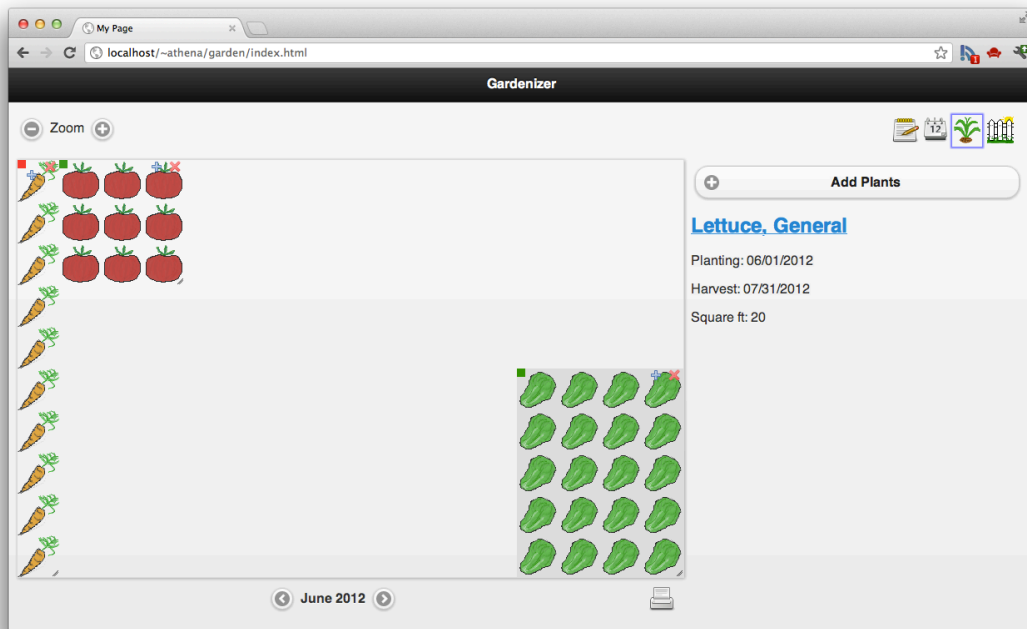 My Page
localhost/~athena/garden/index.html
1
Gardenizer
Zoom
12
Add Plants
Lettuce, General
Planting: 06/01/2012
Harvest: 07/31/2012
Square ft: 20
June 2012